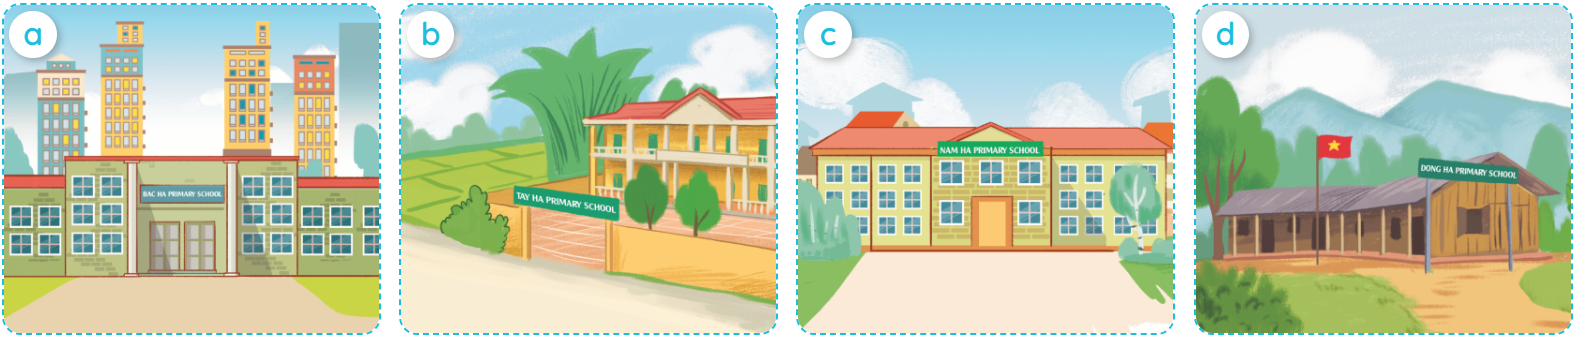 a
BAC HA PRIMARY SCHOOL
b
TAY HA PRIMARY SCHOOL
c
NAM HA PRIMARY SCHOOL
d
DONG HA PRIMARY SCHOOL